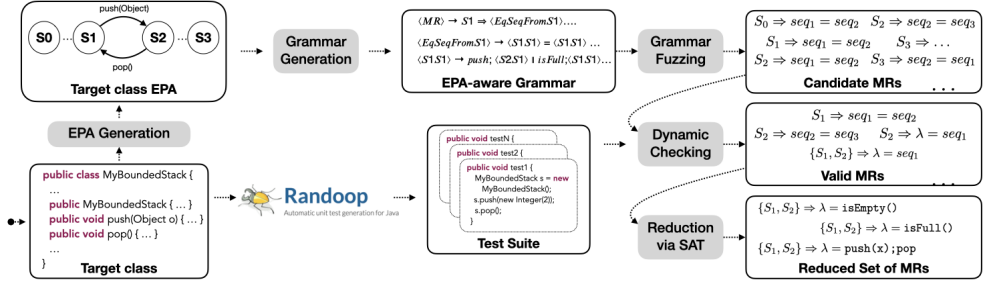 push(Object)
S0 ... S1 S2 ... S3
pop()
Target class EPA
Grammar
Generation
⟨MR⟩ → S1 ⇒ ⟨EqSeqFromS1⟩....
⟨EqSeqFromS1⟩ → ⟨S1S1⟩ = ⟨S1S1⟩ ...
⟨S1S1⟩ → push;⟨S2S1⟩ | isFull;⟨S1S1⟩...
EPA-aware Grammar
Grammar
Fuzzing
S₀ ⇒ seq₁ = seq₂ S₂ ⇒ seq₂ = seq₃
S₁ ⇒ seq₁ = seq₂ S₃ ⇒ ...
S₂ ⇒ seq₁ = seq₂ S₃ ⇒ seq₂ = seq₁
Candidate MRs ...
EPA Generation
public class MyBoundedStack {
...
public MyBoundedStack { ... }
public void push(Object o) { ... }
public void pop() { ... }
...
}
Target class
Randoop
Automatic unit test generation for Java
public void testN {
public void test2 {
public void test1 {
MyBoundedStack s = new
MyBoundedStack();
s.push(new Integer(2));
s.pop();
}
Test Suite
Dynamic
Checking
S₁ ⇒ seq₁ = seq₂
S₂ ⇒ seq₂ = seq₃ S₂ ⇒ λ = seq₁
{S₁, S₂} ⇒ λ = seq₁
Valid MRs ...
Reduction
via SAT
{S₁, S₂} ⇒ λ = isEmpty()
{S₁, S₂} ⇒ λ = isFull()
{S₁, S₂} ⇒ λ = push(x);pop
Reduced Set of MRs